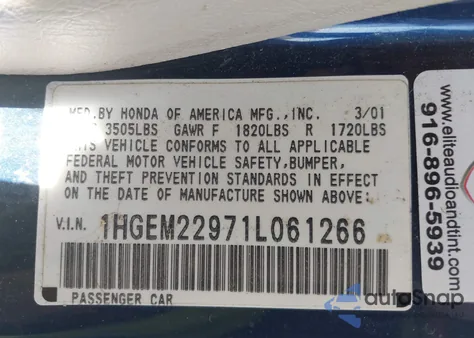 MFD.BY HONDA OF AMERICA MFG.,INC. 3/01
3505LBS GAWR F 1820LBS R 1720LBS
THIS VEHICLE CONFORMS TO ALL APPLICABLE
FEDERAL MOTOR VEHICLE SAFETY,BUMPER,
AND THEFT PREVENTION STANDARDS IN EFFECT
ON THE DATE OF MANUFACTURE SHOWN ABOVE.
V.I.N. 1HGEM22971L061266
PASSENGER CAR
www.eliteaudioandtint.com
916-896-5939
autoSnap